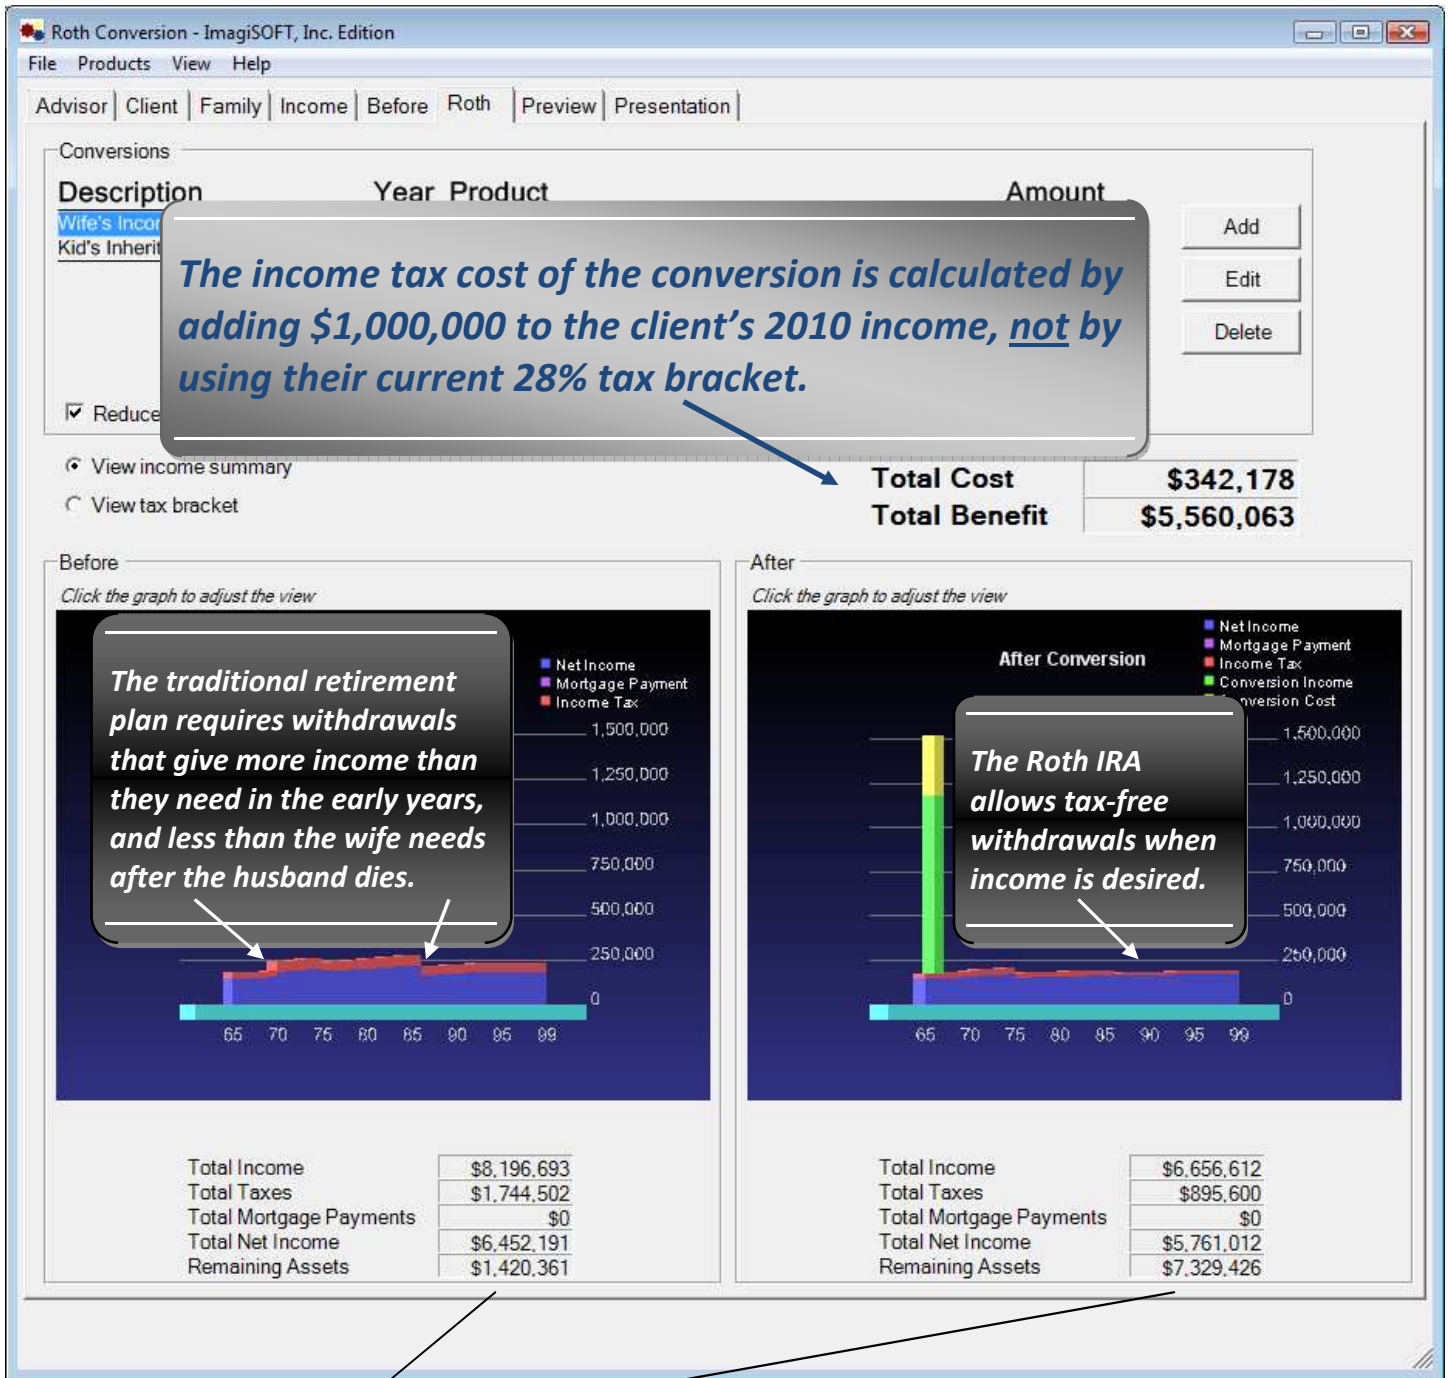 Roth Conversion - ImagiSOFT, Inc. Edition
File Products View Help
Advisor Client Family Income Before Roth Preview Presentation
Conversions
Description Year Product Amount
Wife's
Kid's
Add
Edit
Delete
The income tax cost of the conversion is calculated by
adding $1,000,000 to the client’s 2010 income, not by
using their current 28% tax bracket.
Reduce
View income summary
View tax bracket
Total Cost $342,178
Total Benefit $5,560,063
Before
Click the graph to adjust the view
The traditional retirement
plan requires withdrawals
that give more income than
they need in the early years,
and less than the wife needs
after the husband dies.
Net Income
Mortgage Payment
Income Tax
1,500,000
1,250,000
1,000,000
750,000
500,000
250,000
0
65 70 75 80 85 90 95 99
Total Income $8,196,693
Total Taxes $1,744,502
Total Mortgage Payments $0
Total Net Income $6,452,191
Remaining Assets $1,420,361
After
Click the graph to adjust the view
After Conversion
Net Income
Mortgage Payment
Income Tax
Conversion Income
Cost
The Roth IRA
allows tax-free
withdrawals when
income is desired.
1,500,000
1,250,000
1,000,000
750,000
500,000
250,000
0
65 70 75 80 85 90 95 99
Total Income $6,656,612
Total Taxes $895,600
Total Mortgage Payments $0
Total Net Income $5,761,012
Remaining Assets $7,329,426